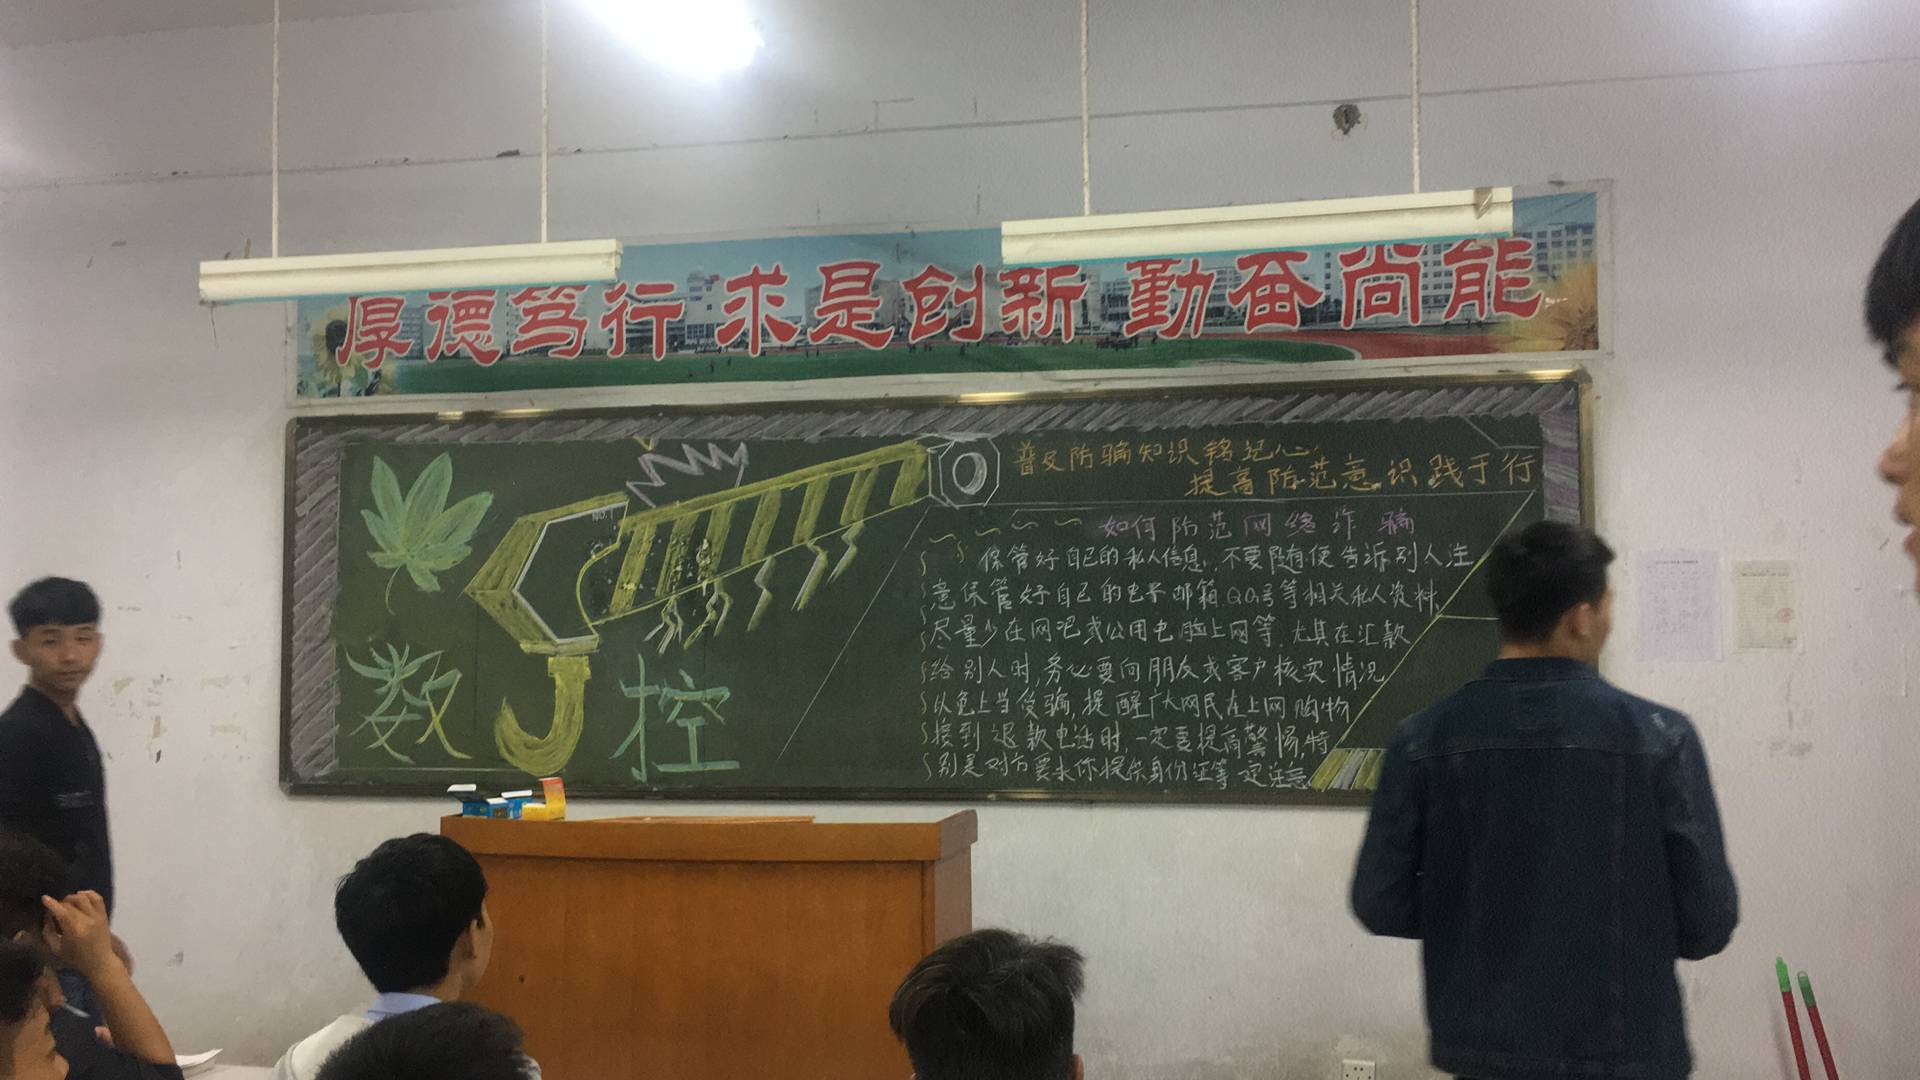 厚德笃行 求是创新 勤奋尚能
普及防骗知识铭记心,
提高防范意识践于行
NO.1
如何防范网络诈骗
保管好自己的私人信息,不要随便告诉别人注
意保管好自己的电子邮箱QQ号等相关私人资料,
尽量少在网吧或公用电脑上网等.尤其在汇款
给别人时,务必要向朋友或客户核实情况
以免上当受骗,提醒广大网民在上网购物
接到退款电话时,一定要提高警惕,特
别是对方要求你提供身份证等一定注意
数控